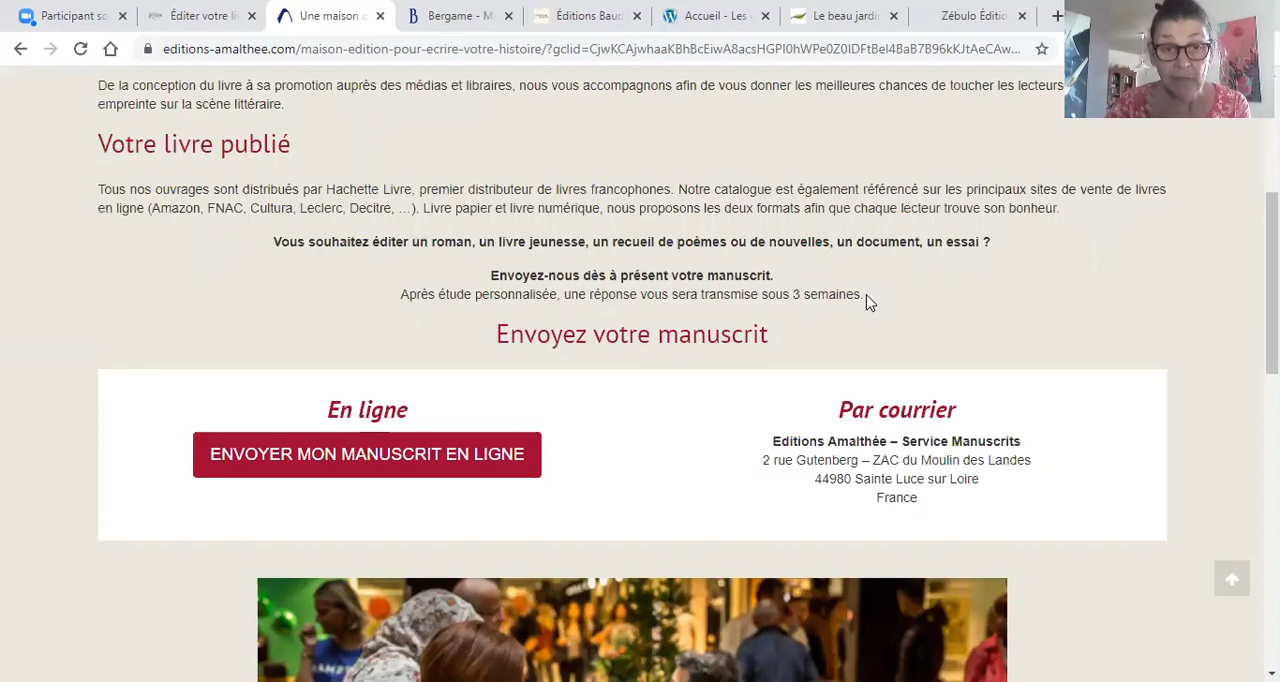 Participant so
Éditer votre li
Une maison
Bergame - M
Éditions Baud
Accueil - Les
Le beau jardi
Zébulo Éditio
editions-amalthee.com/maison-edition-pour-ecrire-votre-histoire/?gclid=CjwKCAjwhaaKBhBcEiwA8acsHGPI0hWPe0Z0IDFtBel4BaB7B96kKJtAeCAw...
De la conception du livre à sa promotion auprès des médias et libraires, nous vous accompagnons afin de vous donner les meilleures chances de toucher les lecteurs
empreinte sur la scène littéraire.
Votre livre publié
Tous nos ouvrages sont distribués par Hachette Livre, premier distributeur de livres francophones. Notre catalogue est également référencé sur les principaux sites de vente de livres
en ligne (Amazon, FNAC, Cultura, Leclerc, Decitre, …). Livre papier et livre numérique, nous proposons les deux formats afin que chaque lecteur trouve son bonheur.
Vous souhaitez éditer un roman, un livre jeunesse, un recueil de poèmes ou de nouvelles, un document, un essai ?
Envoyez-nous dès à présent votre manuscrit.
Après étude personnalisée, une réponse vous sera transmise sous 3 semaines.
Envoyez votre manuscrit
En ligne
ENVOYER MON MANUSCRIT EN LIGNE
Par courrier
Editions Amalthée – Service Manuscrits
2 rue Gutenberg – ZAC du Moulin des Landes
44980 Sainte Luce sur Loire
France